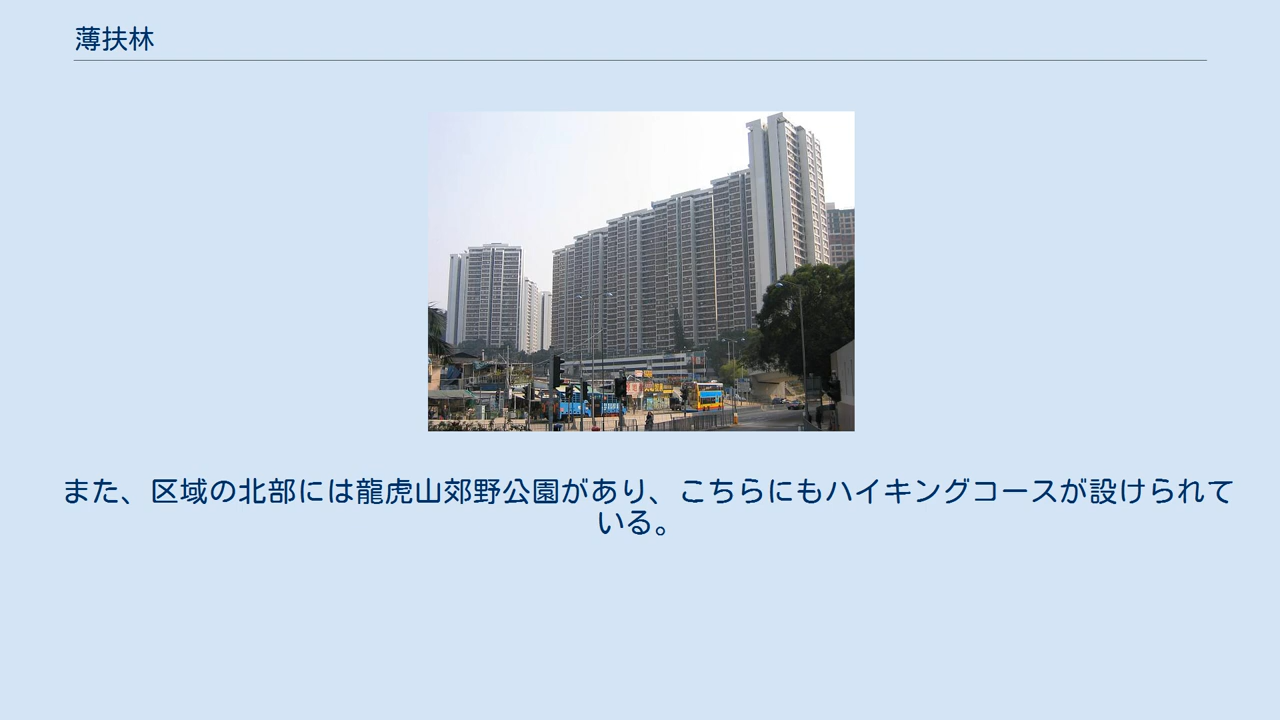 薄扶林
また、区域の北部には龍虎山郊野公園があり、こちらにもハイキングコースが設けられて
いる。